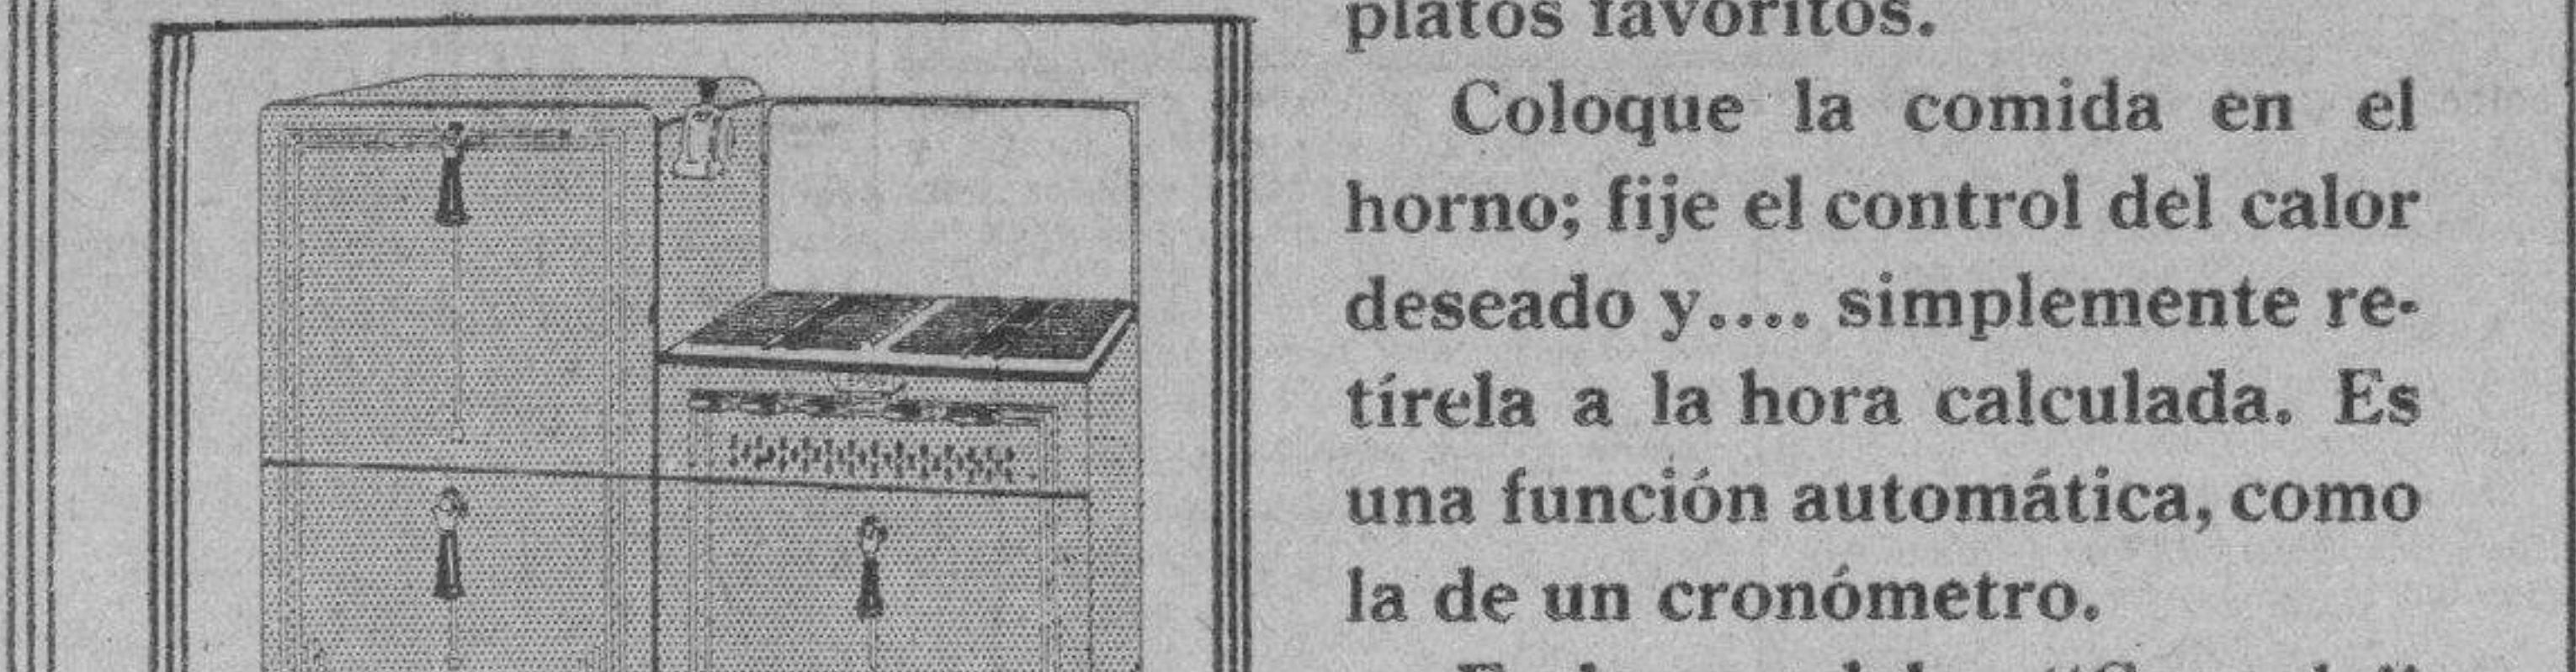 platos favoritos.
Coloque la comida en el
horno; fije el control del calor
deseado y.... simplemente re-
tírela a la hora calculada. Es
una función automática, como
la de un cronómetro.